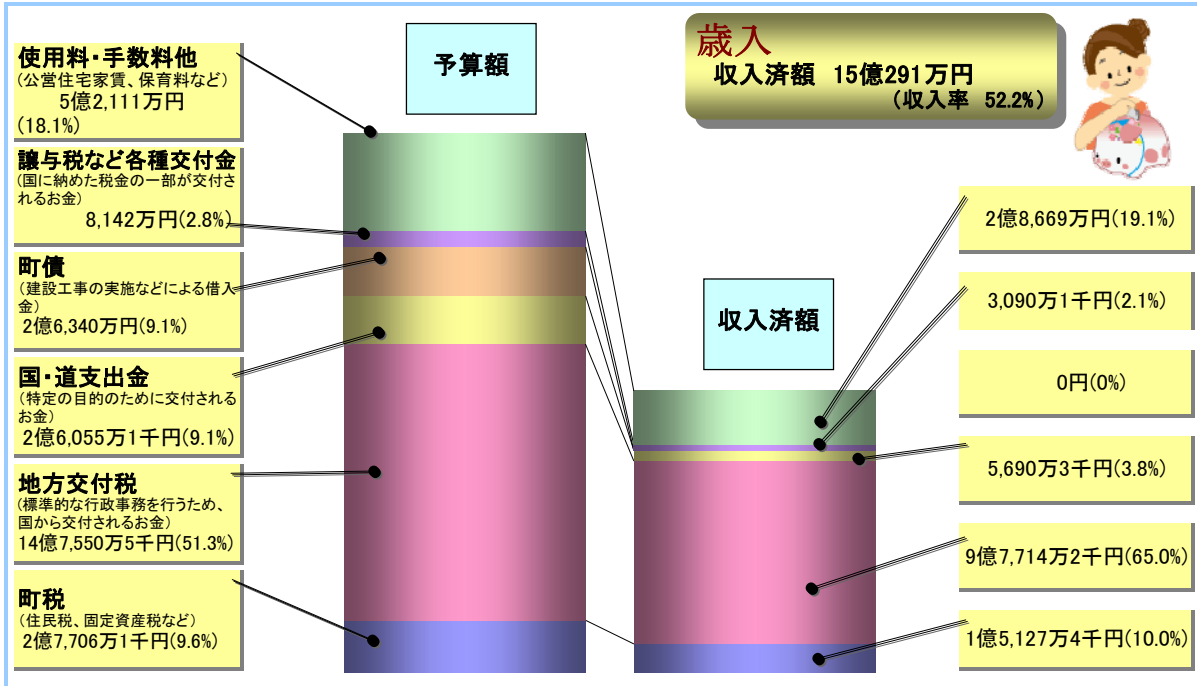 歳入
収入済額 15億291万円
(収入率 52.2%)
予算額
使用料・手数料他
(公営住宅家賃、保育料など)
5億2,111万円
(18.1%)
譲与税など各種交付金
(国に納めた税金の一部が交付さ
れるお金)
8,142万円(2.8%)
町債
(建設工事の実施などによる借入
金)
2億6,340万円(9.1%)
国・道支出金
(特定の目的のために交付される
お金)
2億6,055万1千円(9.1%)
地方交付税
(標準的な行政事務を行うため、
国から交付されるお金)
14億7,550万5千円(51.3%)
町税
(住民税、固定資産税など)
2億7,706万1千円(9.6%)
収入済額
2億8,669万円(19.1%)
3,090万1千円(2.1%)
0円(0%)
5,690万3千円(3.8%)
9億7,714万2千円(65.0%)
1億5,127万4千円(10.0%)